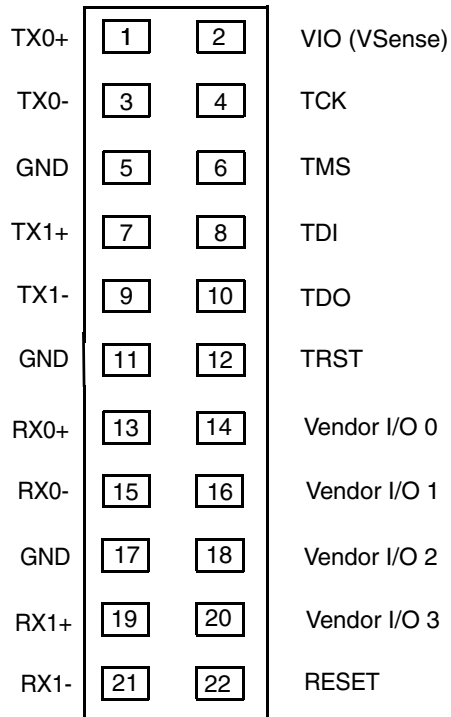 TX0+ 1 2 VIO (VSense)
TX0- 3 4 TCK
GND 5 6 TMS
TX1+ 7 8 TDI
TX1- 9 10 TDO
GND 11 12 TRST
RX0+ 13 14 Vendor I/O 0
RX0- 15 16 Vendor I/O 1
GND 17 18 Vendor I/O 2
RX1+ 19 20 Vendor I/O 3
RX1- 21 22 RESET